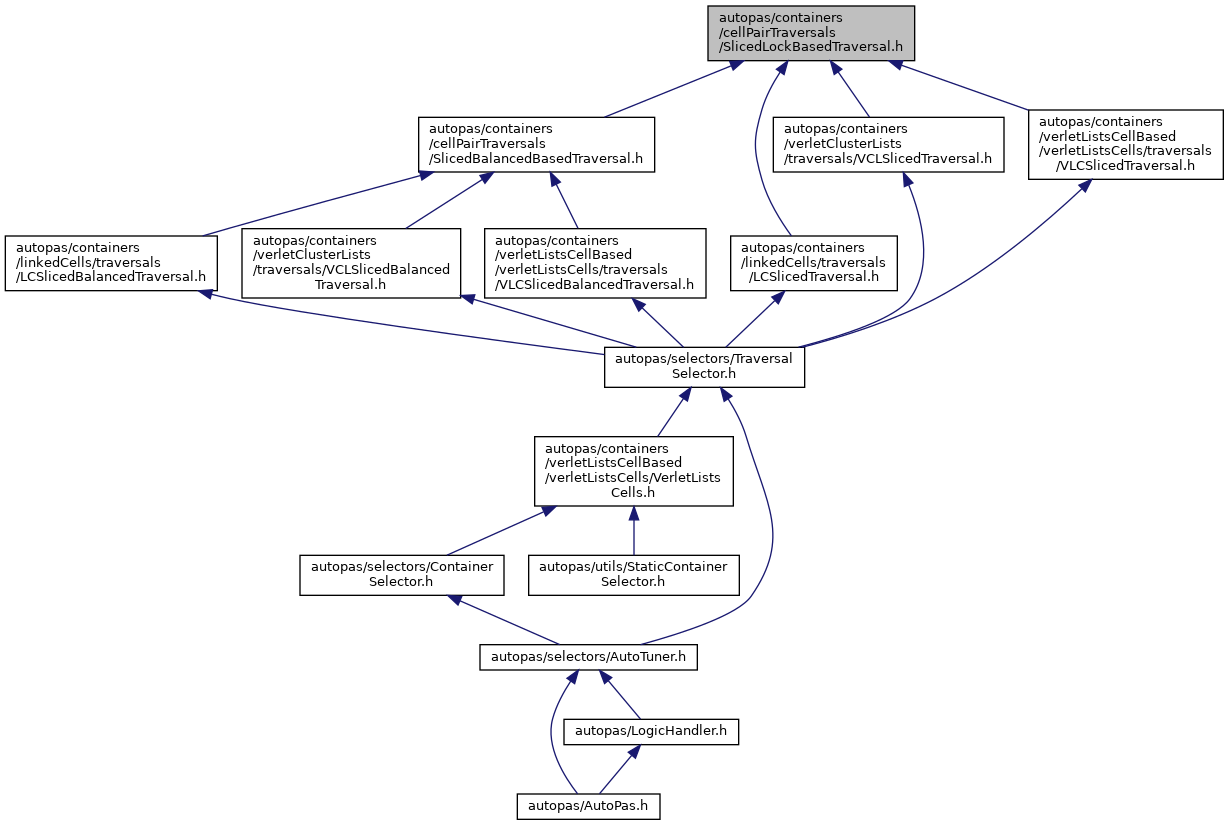 autopas/containers
/cellPairTraversals
/SlicedLockBasedTraversal.h
autopas/containers
/cellPairTraversals
/SlicedBalancedBasedTraversal.h
autopas/containers
/verletClusterLists
/traversals/VCLSlicedTraversal.h
autopas/containers
/verletListsCellBased
/verletListsCells/traversals
/VLCSlicedTraversal.h
autopas/containers
/linkedCells/traversals
/LCSlicedBalancedTraversal.h
autopas/containers
/verletClusterLists
/traversals/VCLSlicedBalanced
Traversal.h
autopas/containers
/verletListsCellBased
/verletListsCells/traversals
/VLCSlicedBalancedTraversal.h
autopas/containers
/linkedCells/traversals
/LCSlicedTraversal.h
autopas/selectors/Traversal
Selector.h
autopas/containers
/verletListsCellBased
/verletListsCells/VerletLists
Cells.h
autopas/selectors/Container
Selector.h
autopas/utils/StaticContainer
Selector.h
autopas/selectors/AutoTuner.h
autopas/LogicHandler.h
autopas/AutoPas.h